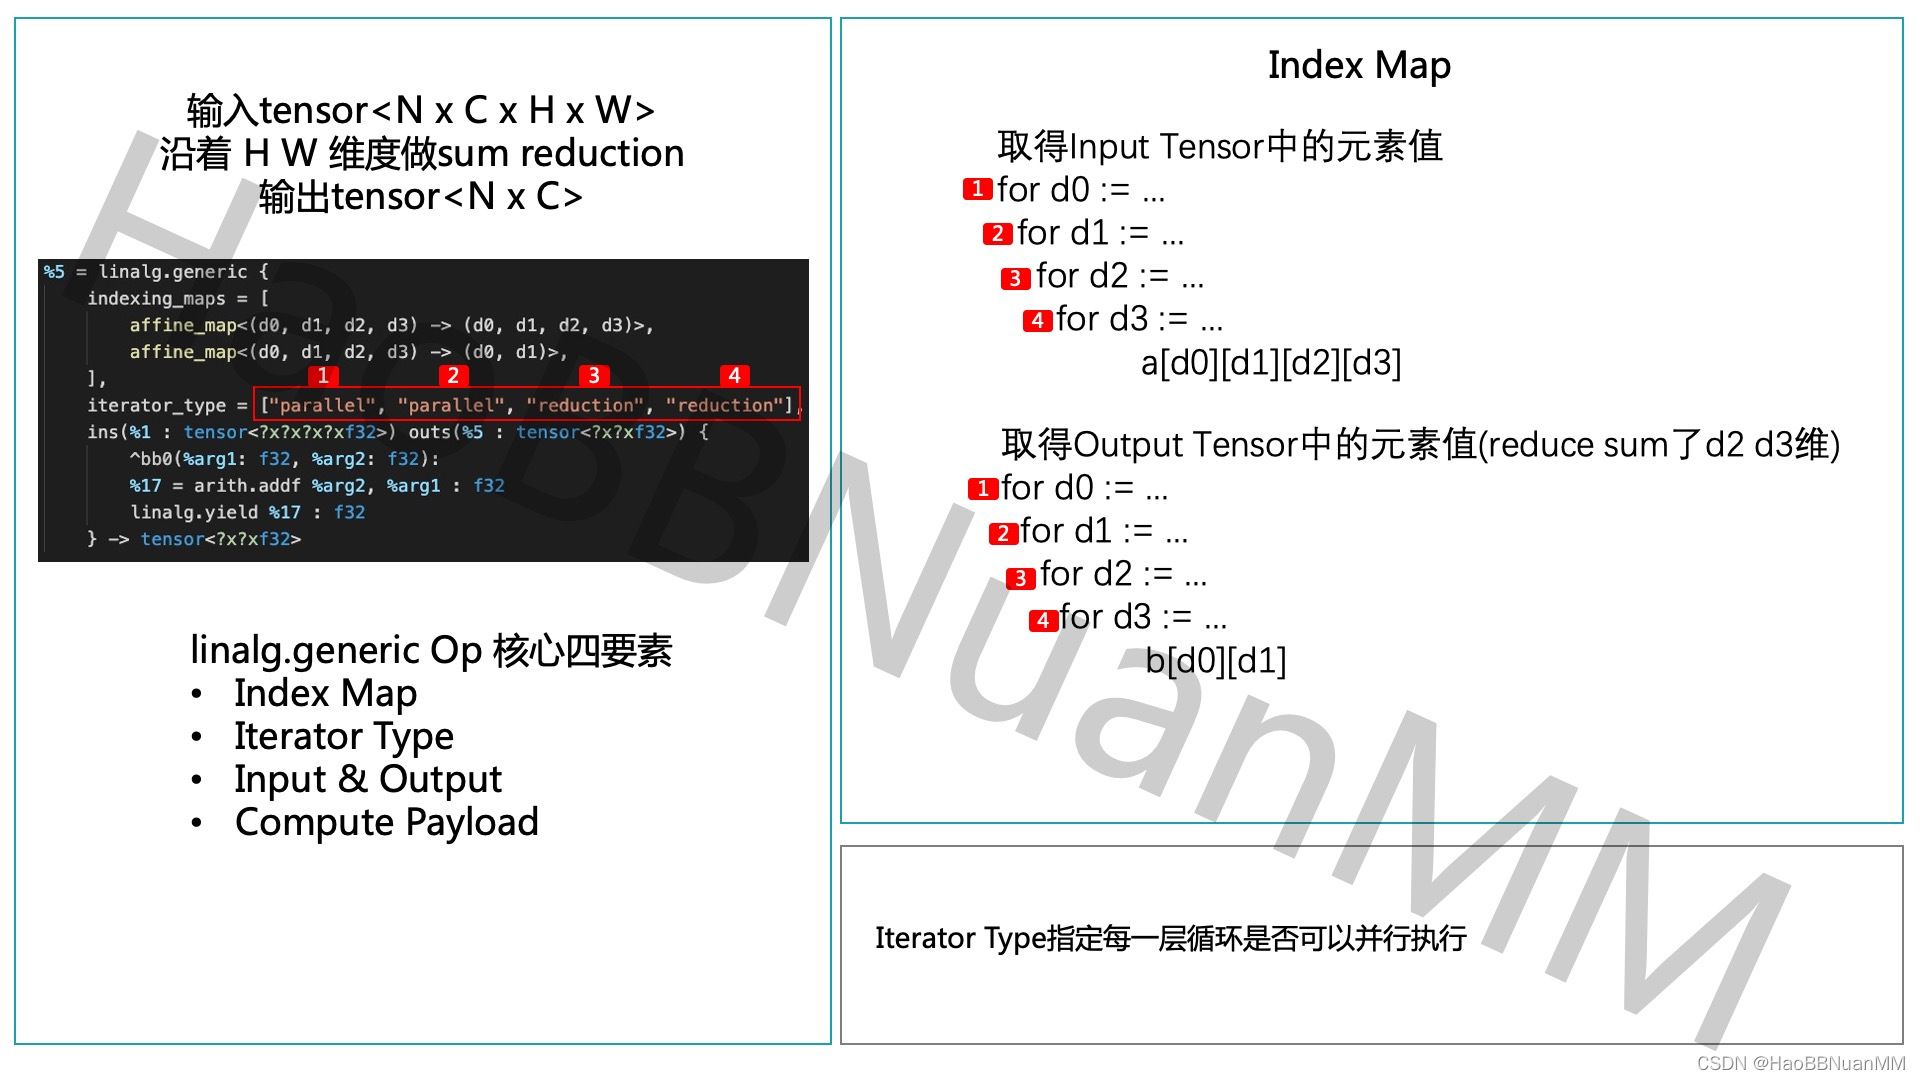 输入tensor<N x C x H x W>
沿着 H W 维度做sum reduction
输出tensor<N x C>
%5 = linalg.generic {
indexing_maps = [
affine_map<(d0, d1, d2, d3) -> (d0, d1, d2, d3)>,
affine_map<(d0, d1, d2, d3) -> (d0, d1)>,
],
1 2 3 4
iterator_type = ["parallel", "parallel", "reduction", "reduction"],
ins(%1 : tensor<?x?x?x?xf32>) outs(%5 : tensor<?x?xf32>) {
^bb0(%arg1: f32, %arg2: f32):
%17 = arith.addf %arg2, %arg1 : f32
linalg.yield %17 : f32
} -> tensor<?x?xf32>
linalg.generic Op 核心四要素
• Index Map
• Iterator Type
• Input & Output
• Compute Payload
Index Map
取得Input Tensor中的元素值
1 for d0 := ...
2 for d1 := ...
3 for d2 := ...
4 for d3 := ...
a[d0][d1][d2][d3]
取得Output Tensor中的元素值(reduce sum了d2 d3维)
1 for d0 := ...
2 for d1 := ...
3 for d2 := ...
4 for d3 := ...
b[d0][d1]
Iterator Type指定每一层循环是否可以并行执行
HaoBBNuanMM
CSDN @HaoBBNuanMM